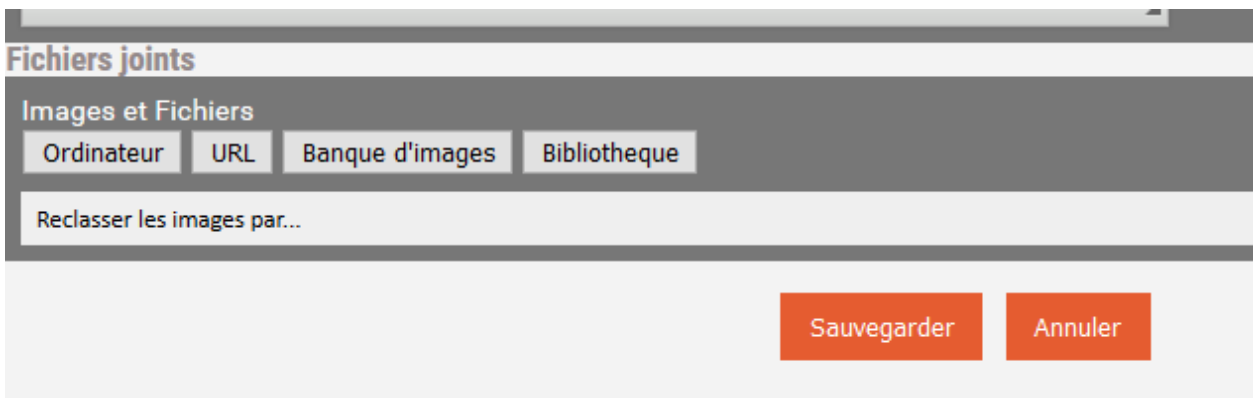 Fichiers joints
Images et Fichiers
Ordinateur URL Banque d'images Bibliotheque
Reclasser les images par...
Sauvegarder Annuler